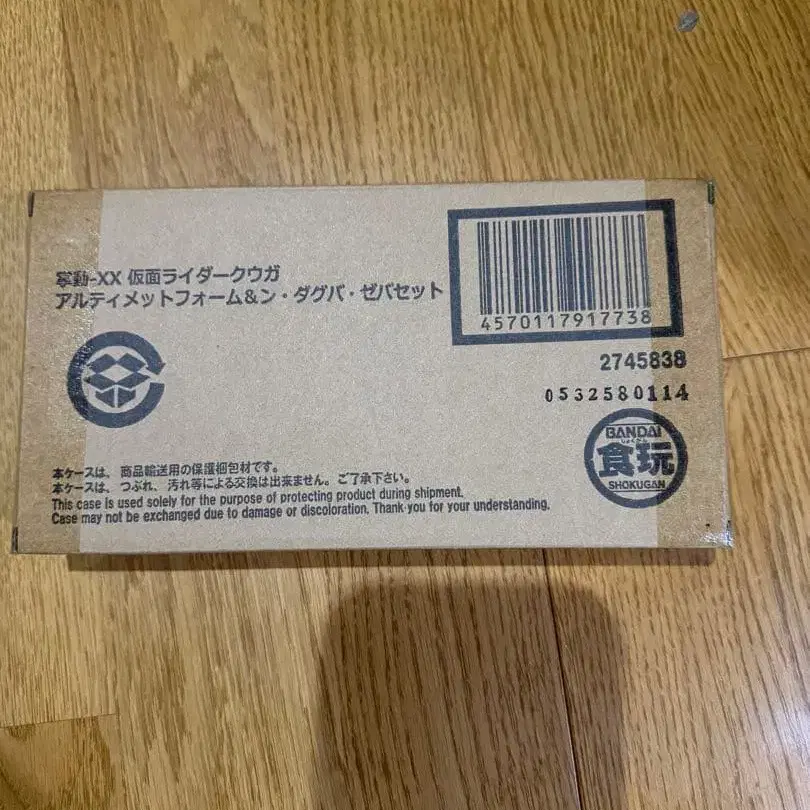 掌動-XX 仮面ライダークウガ
アルティメットフォーム&ン・ダグバ・ゼバセット
4570117917738
2745838
0532580114
BANDAI
しょくがん
食玩
SHOKUGAN
本ケースは、商品輸送用の保護梱包材です。
本ケースは、つぶれ、汚れ等による交換は出来ません。ご了承下さい。
This case is used solely for the purpose of protecting product during shipment.
Case may not be exchanged due to damage or discoloration. Thank you for your understanding.